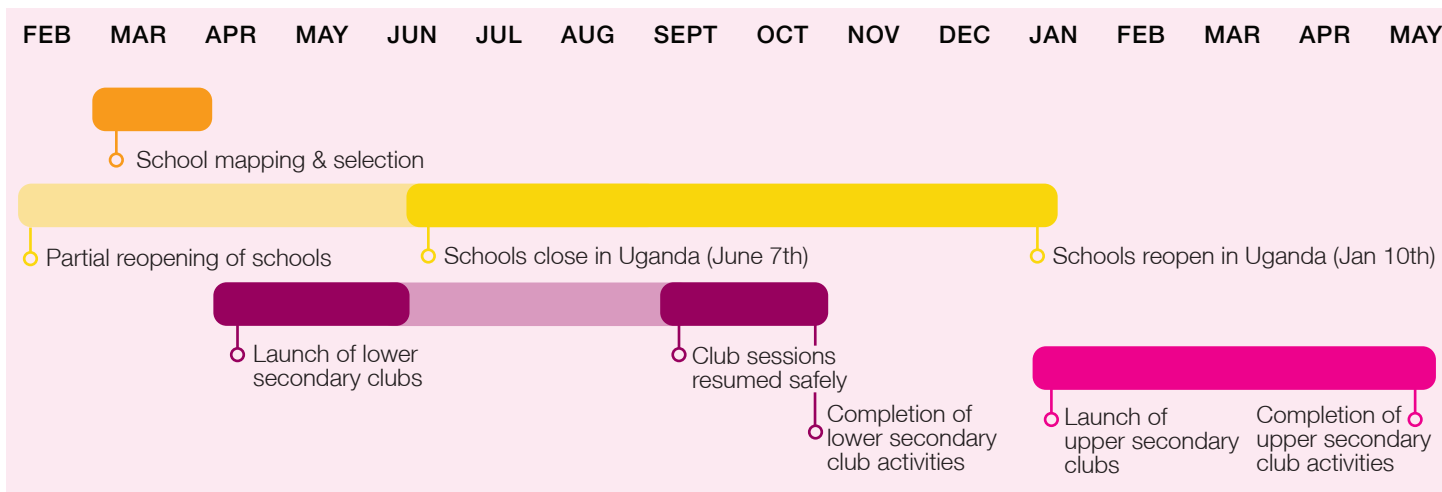 FEB MAR APR MAY JUN JUL AUG SEPT OCT NOV DEC JAN FEB MAR APR MAY
School mapping & selection
Partial reopening of schools
Schools close in Uganda (June 7th)
Schools reopen in Uganda (Jan 10th)
Launch of lower
secondary clubs
Club sessions
resumed safely
Completion of
lower secondary
club activities
Launch of
upper secondary
clubs
Completion of
upper secondary
club activities